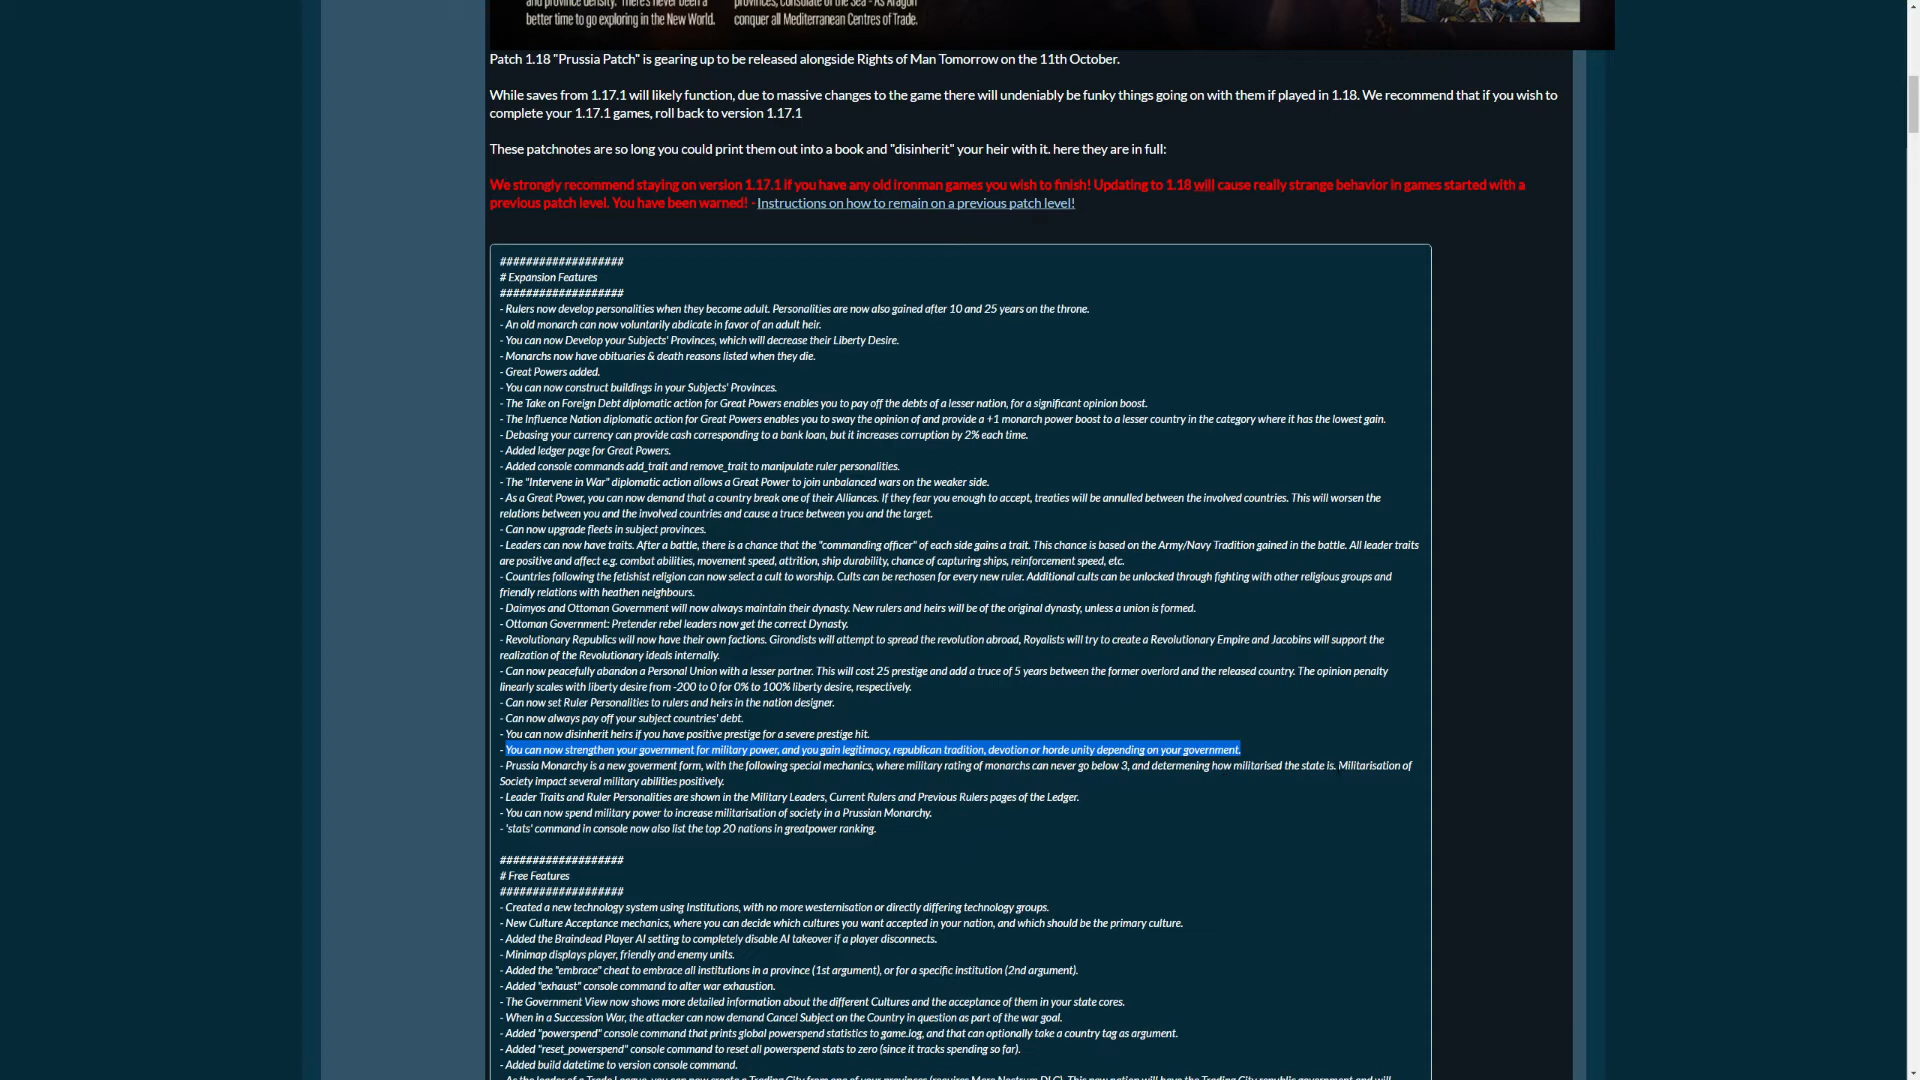 and province density. There's never been a
better time to go exploring in the New World.
provinces, Consulate of the Sea - As Aragon
conquer all Mediterranean Centres of Trade.
Patch 1.18 "Prussia Patch" is gearing up to be released alongside Rights of Man Tomorrow on the 11th October.
While saves from 1.17.1 will likely function, due to massive changes to the game there will undeniably be funky things going on with them if played in 1.18. We recommend that if you wish to
complete your 1.17.1 games, roll back to version 1.17.1
These patchnotes are so long you could print them out into a book and "disinherit" your heir with it. here they are in full:
We strongly recommend staying on version 1.17.1 if you have any old Ironman games you wish to finish! Updating to 1.18 will cause really strange behavior in games started with a
previous patch level. You have been warned! - Instructions on how to remain on a previous patch level!
###################
# Expansion Features
###################
- Rulers now develop personalities when they become adult. Personalities are now also gained after 10 and 25 years on the throne.
- An old monarch can now voluntarily abdicate in favor of an adult heir.
- You can now Develop your Subjects' Provinces, which will decrease their Liberty Desire.
- Monarchs now have obituaries & death reasons listed when they die.
- Great Powers added.
- You can now construct buildings in your Subjects' Provinces.
- The Take on Foreign Debt diplomatic action for Great Powers enables you to pay off the debts of a lesser nation, for a significant opinion boost.
- The Influence Nation diplomatic action for Great Powers enables you to sway the opinion of and provide a +1 monarch power boost to a lesser country in the category where it has the lowest gain.
- Debasing your currency can provide cash corresponding to a bank loan, but it increases corruption by 2% each time.
- Added ledger page for Great Powers.
- Added console commands add_trait and remove_trait to manipulate ruler personalities.
- The "Intervene in War" diplomatic action allows a Great Power to join unbalanced wars on the weaker side.
- As a Great Power, you can now demand that a country break one of their Alliances. If they fear you enough to accept, treaties will be annulled between the involved countries. This will worsen the
relations between you and the involved countries and cause a truce between you and the target.
- Can now upgrade fleets in subject provinces.
- Leaders can now have traits. After a battle, there is a chance that the "commanding officer" of each side gains a trait. This chance is based on the Army/Navy Tradition gained in the battle. All leader traits
are positive and affect e.g. combat abilities, movement speed, attrition, ship durability, chance of capturing ships, reinforcement speed, etc.
- Countries following the fetishist religion can now select a cult to worship. Cults can be rechosen for every new ruler. Additional cults can be unlocked through fighting with other religious groups and
friendly relations with heathen neighbours.
- Daimyos and Ottoman Government will now always maintain their dynasty. New rulers and heirs will be of the original dynasty, unless a union is formed.
- Ottoman Government: Pretender rebel leaders now get the correct Dynasty.
- Revolutionary Republics will now have their own factions. Girondists will attempt to spread the revolution abroad, Royalists will try to create a Revolutionary Empire and Jacobins will support the
realization of the Revolutionary ideals internally.
- Can now peacefully abandon a Personal Union with a lesser partner. This will cost 25 prestige and add a truce of 5 years between the former overlord and the released country. The opinion penalty
linearly scales with liberty desire from -200 to 0 for 0% to 100% liberty desire, respectively.
- Can now set Ruler Personalities to rulers and heirs in the nation designer.
- Can now always pay off your subject countries' debt.
- You can now disinherit heirs if you have positive prestige for a severe prestige hit.
- You can now strengthen your government for military power, and you gain legitimacy, republican tradition, devotion or horde unity depending on your government.
- Prussia Monarchy is a new goverment form, with the following special mechanics, where military rating of monarchs can never go below 3, and determening how militarised the state is. Militarisation of
Society impact several military abilities positively.
- Leader Traits and Ruler Personalities are shown in the Military Leaders, Current Rulers and Previous Rulers pages of the Ledger.
- You can now spend military power to increase militarisation of society in a Prussian Monarchy.
- 'stats' command in console now also list the top 20 nations in greatpower ranking.
###################
# Free Features
###################
- Created a new technology system using Institutions, with no more westernisation or directly differing technology groups.
- New Culture Acceptance mechanics, where you can decide which cultures you want accepted in your nation, and which should be the primary culture.
- Added the Braindead Player AI setting to completely disable AI takeover if a player disconnects.
- Minimap displays player, friendly and enemy units.
- Added the "embrace" cheat to embrace all institutions in a province (1st argument), or for a specific institution (2nd argument).
- Added "exhaust" console command to alter war exhaustion.
- The Government View now shows more detailed information about the different Cultures and the acceptance of them in your state cores.
- When in a Succession War, the attacker can now demand Cancel Subject on the Country in question as part of the war goal.
- Added "powerspend" console command that prints global powerspend statistics to game.log, and that can optionally take a country tag as argument.
- Added "reset_powerspend" console command to reset all powerspend stats to zero (since it tracks spending so far).
- Added build datetime to version console command.
- As the leader of a Trade League, you can now create a Trading City from one of your provinces (requires Mare Nostrum DLC). This new nation will have the Trading City republic government and will